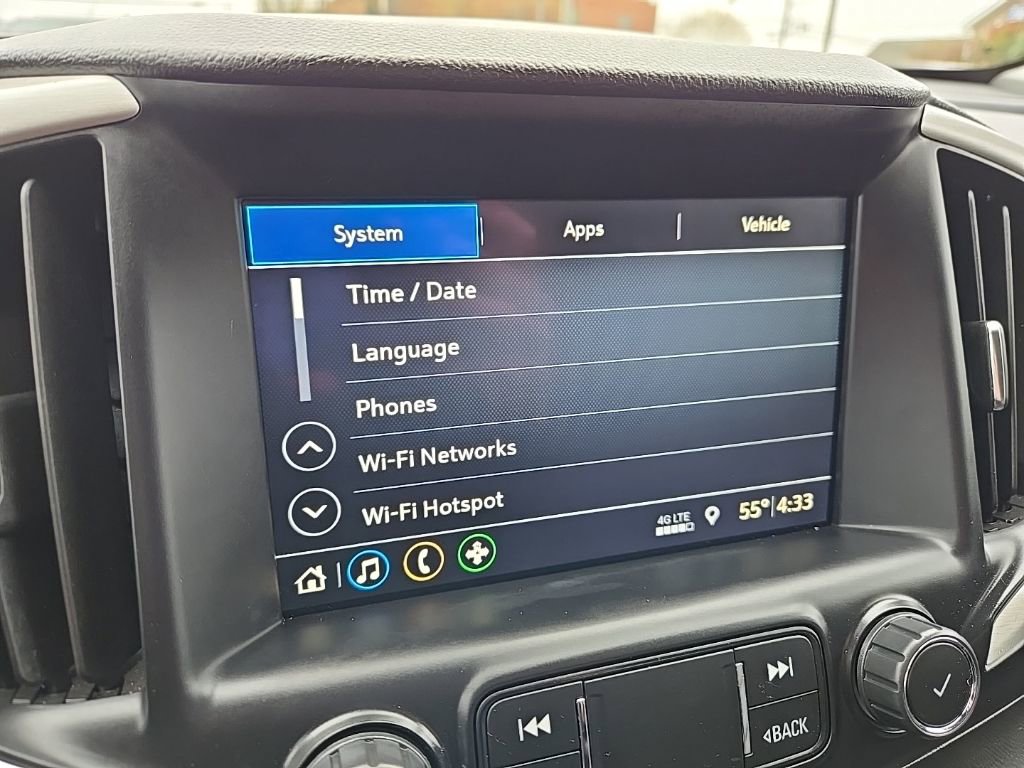 System Apps Vehicle
Time / Date
Language
Phones
Wi-Fi Networks
Wi-Fi Hotspot
4G LTE
55° 4:33
BACK